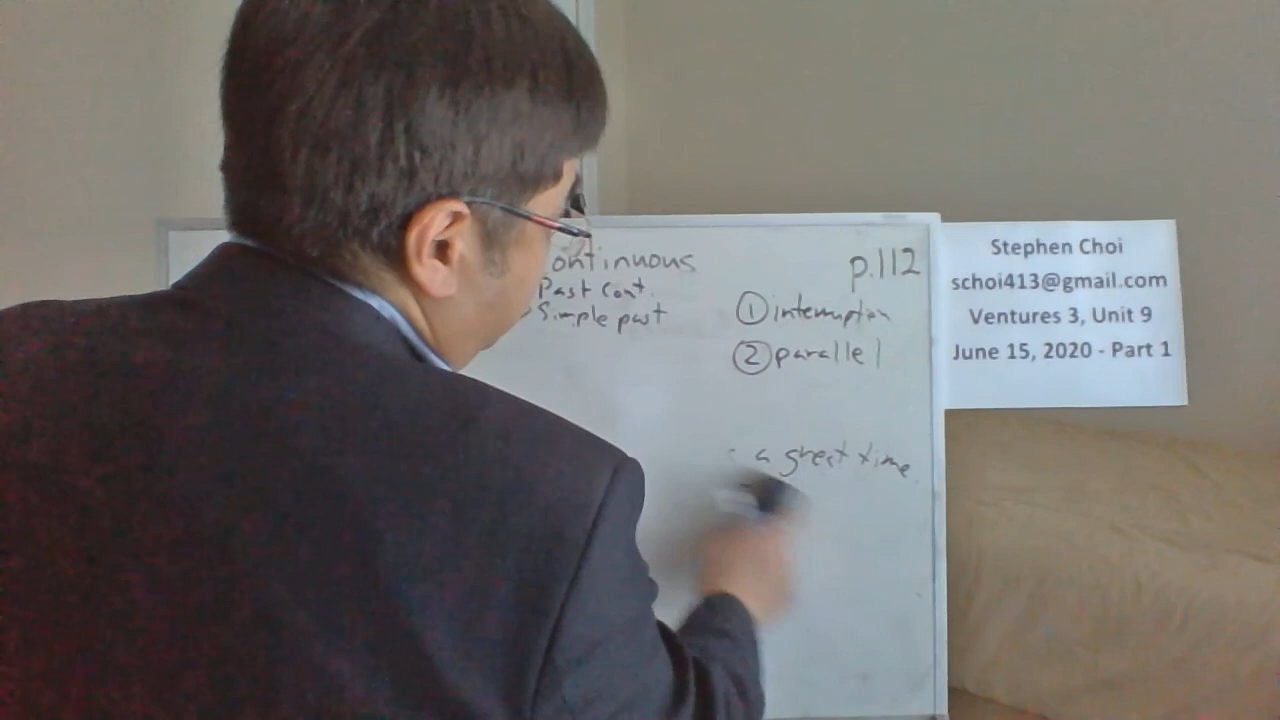 ontinuous
Past Cont.
Simple past
p.112
① interruption
② parallel
a great time.
Stephen Choi
schoi413@gmail.com
Ventures 3, Unit 9
June 15, 2020 - Part 1